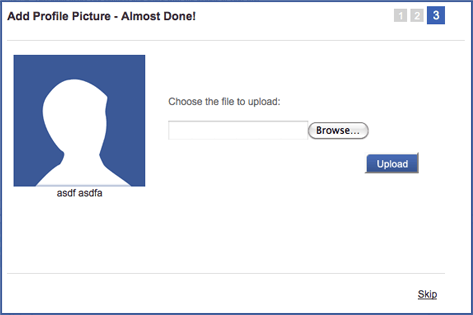 Add Profile Picture - Almost Done!
1 2 3
Choose the file to upload:
Browse...
Upload
asdf asdfa
Skip